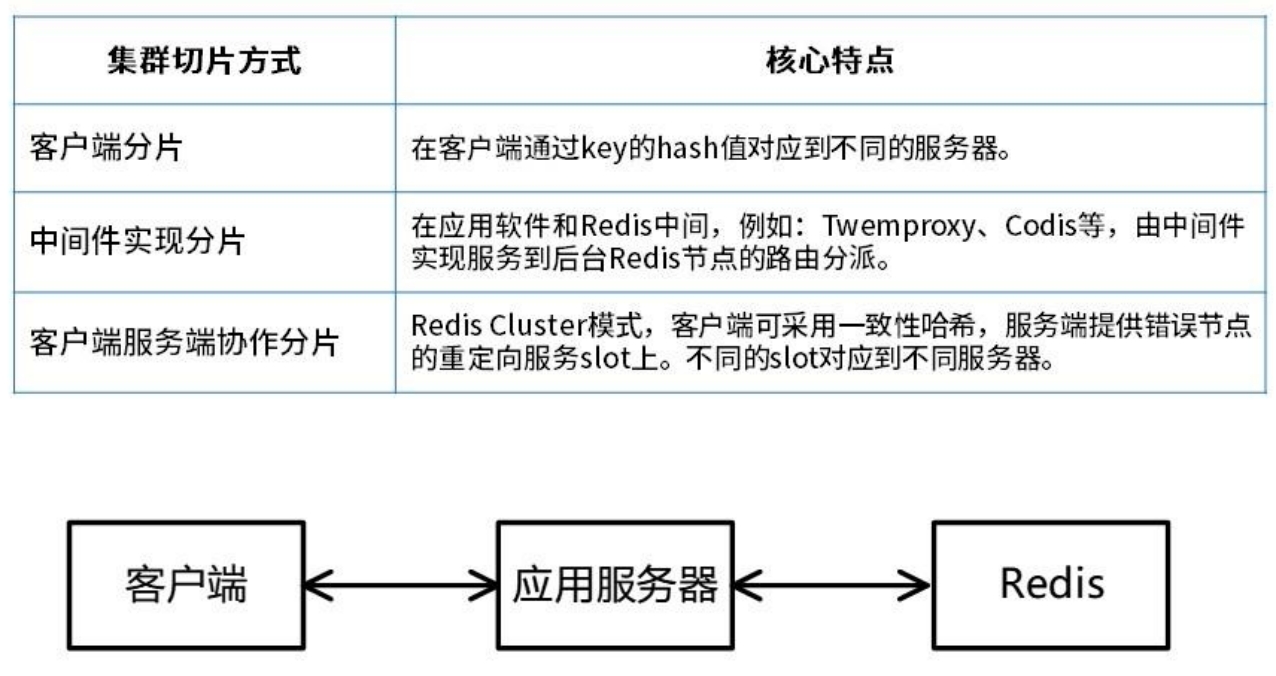 集群切片方式
核心特点
客户端分片
在客户端通过key的hash值对应到不同的服务器。
中间件实现分片
在应用软件和Redis中间，例如：Twemproxy、Codis等，由中间件
实现服务到后台Redis节点的路由分派。
客户端服务端协作分片
Redis Cluster模式，客户端可采用一致性哈希，服务端提供错误节点
的重定向服务slot上。不同的slot对应到不同服务器。
客户端
应用服务器
Redis